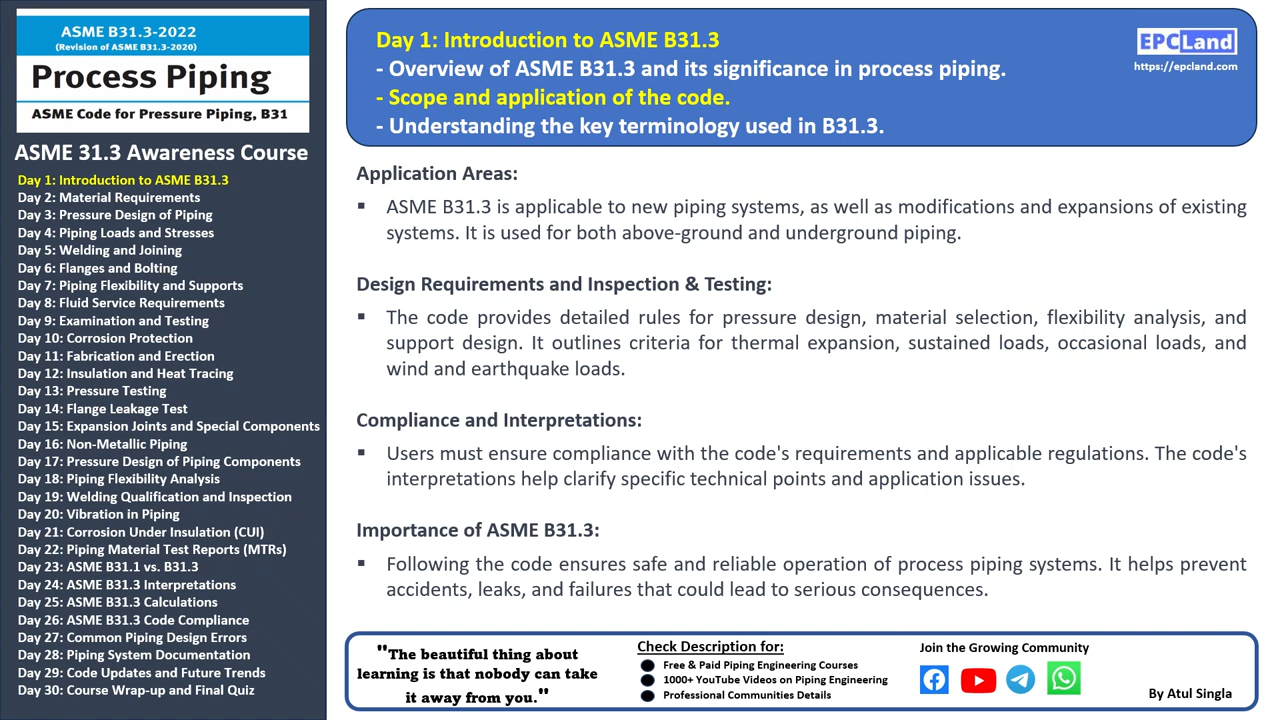 ASME B31.3-2022
(Revision of ASME B31.3-2020)
Process Piping
ASME Code for Pressure Piping, B31
ASME 31.3 Awareness Course
Day 1: Introduction to ASME B31.3
Day 2: Material Requirements
Day 3: Pressure Design of Piping
Day 4: Piping Loads and Stresses
Day 5: Welding and Joining
Day 6: Flanges and Bolting
Day 7: Piping Flexibility and Supports
Day 8: Fluid Service Requirements
Day 9: Examination and Testing
Day 10: Corrosion Protection
Day 11: Fabrication and Erection
Day 12: Insulation and Heat Tracing
Day 13: Pressure Testing
Day 14: Flange Leakage Test
Day 15: Expansion Joints and Special Components
Day 16: Non-Metallic Piping
Day 17: Pressure Design of Piping Components
Day 18: Piping Flexibility Analysis
Day 19: Welding Qualification and Inspection
Day 20: Vibration in Piping
Day 21: Corrosion Under Insulation (CUI)
Day 22: Piping Material Test Reports (MTRs)
Day 23: ASME B31.1 vs. B31.3
Day 24: ASME B31.3 Interpretations
Day 25: ASME B31.3 Calculations
Day 26: ASME B31.3 Code Compliance
Day 27: Common Piping Design Errors
Day 28: Piping System Documentation
Day 29: Code Updates and Future Trends
Day 30: Course Wrap-up and Final Quiz
Day 1: Introduction to ASME B31.3
- Overview of ASME B31.3 and its significance in process piping.
- Scope and application of the code.
- Understanding the key terminology used in B31.3.
EPCLand
https://epcland.com
Application Areas:
▪ ASME B31.3 is applicable to new piping systems, as well as modifications and expansions of existing
systems. It is used for both above-ground and underground piping.
Design Requirements and Inspection & Testing:
▪ The code provides detailed rules for pressure design, material selection, flexibility analysis, and
support design. It outlines criteria for thermal expansion, sustained loads, occasional loads, and
wind and earthquake loads.
Compliance and Interpretations:
▪ Users must ensure compliance with the code's requirements and applicable regulations. The code's
interpretations help clarify specific technical points and application issues.
Importance of ASME B31.3:
▪ Following the code ensures safe and reliable operation of process piping systems. It helps prevent
accidents, leaks, and failures that could lead to serious consequences.
"The beautiful thing about
learning is that nobody can take
it away from you."
Check Description for:
● Free & Paid Piping Engineering Courses
● 1000+ YouTube Videos on Piping Engineering
● Professional Communities Details
Join the Growing Community
By Atul Singla